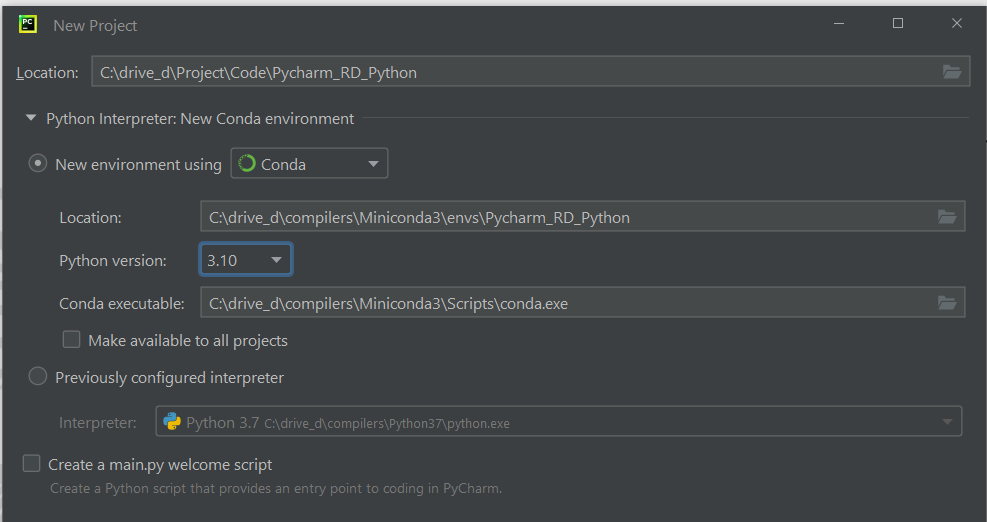 PC New Project
Location: C:\drive_d\Project\Code\Pycharm_RD_Python
Python Interpreter: New Conda environment
New environment using Conda
Location: C:\drive_d\compilers\Miniconda3\envs\Pycharm_RD_Python
Python version: 3.10
Conda executable: C:\drive_d\compilers\Miniconda3\Scripts\conda.exe
Make available to all projects
Previously configured interpreter
Interpreter: Python 3.7 C:\drive_d\compilers\Python37\python.exe
Create a main.py welcome script
Create a Python script that provides an entry point to coding in PyCharm.